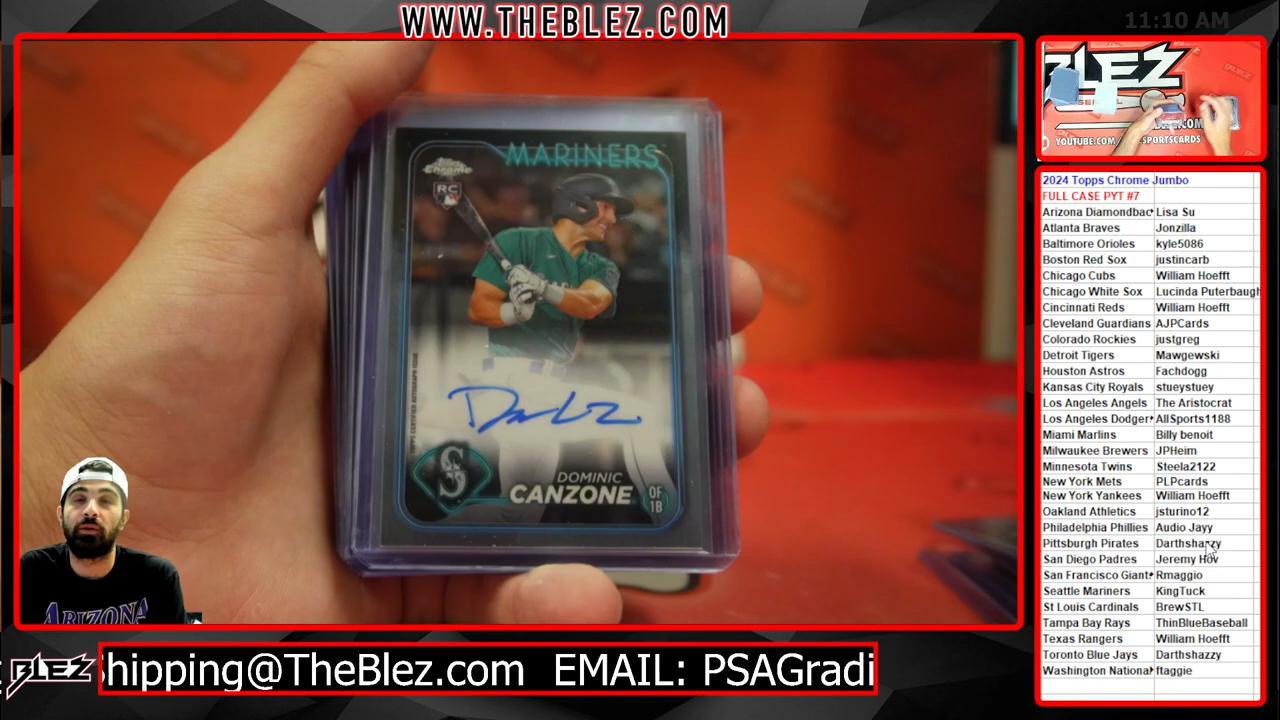 WWW.THEBLEZ.COM
11:10 AM
MARINERS
Topps Chrome
RC
DOMINIC
CANZONE
OF
1B
BLEZ
YOUTUBE.COM
SPORTSCARDS
2024 Topps Chrome Jumbo
FULL CASE PYT #7
Arizona Diamondbac Lisa Su
Atlanta Braves Jonzilla
Baltimore Orioles kyle5086
Boston Red Sox justincarb
Chicago Cubs William Hoefft
Chicago White Sox Lucinda Puterbaugh
Cincinnati Reds William Hoefft
Cleveland Guardians AJPCards
Colorado Rockies justgreg
Detroit Tigers Mawgewski
Houston Astros Fachdogg
Kansas City Royals stueystuey
Los Angeles Angels The Aristocrat
Los Angeles Dodger AllSports1188
Miami Marlins Billy benoit
Milwaukee Brewers JPHeim
Minnesota Twins Steela2122
New York Mets PLPcards
New York Yankees William Hoefft
Oakland Athletics jsturino12
Philadelphia Phillies Audio Jayy
Pittsburgh Pirates Darthshazzy
San Diego Padres Jeremy Hov
San Francisco Giant Rmaggio
Seattle Mariners KingTuck
St Louis Cardinals BrewSTL
Tampa Bay Rays ThinBlueBaseball
Texas Rangers William Hoefft
Toronto Blue Jays Darthshazzy
Washington National ftaggie
ARIZONA
BLEZ
hipping@TheBlez.com EMAIL: PSAGradi